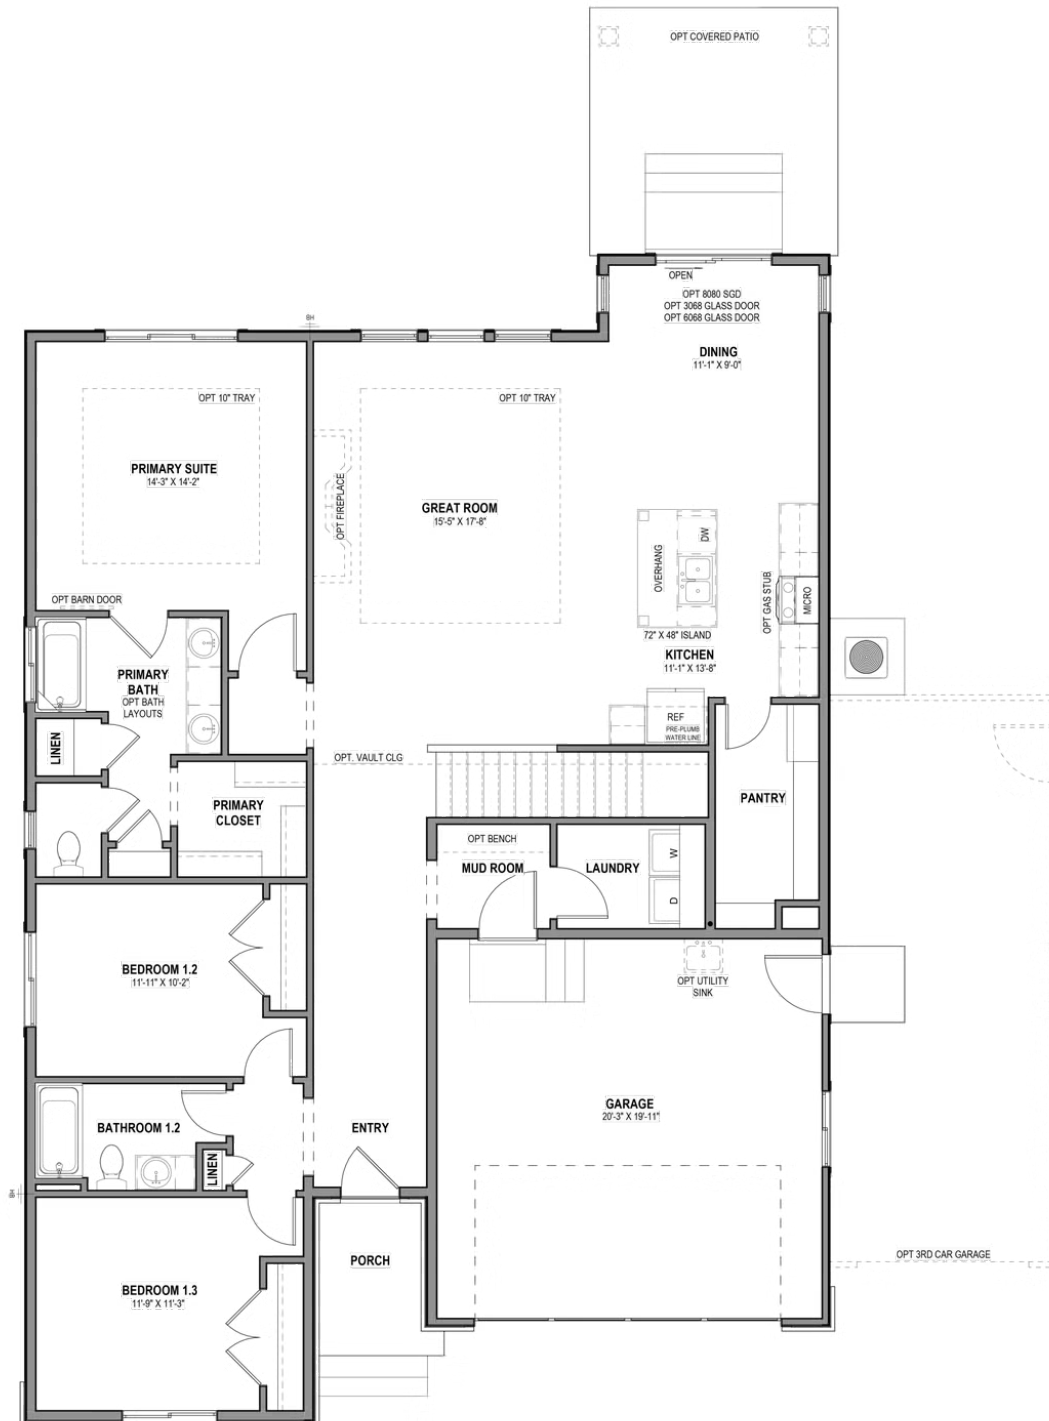 OPT COVERED PATIO
OPEN
OPT 8080 SGD
OPT 3068 GLASS DOOR
OPT 6068 GLASS DOOR
BH
DINING
11'-1" X 9'-0"
OPT 10" TRAY
OPT 10" TRAY
PRIMARY SUITE
14'-3" X 14'-2"
OPT FIREPLACE
GREAT ROOM
15'-5" X 17'-8"
DW
OVERHANG
OPT GAS STUB
MICRO
OPT BARN DOOR
72" X 48" ISLAND
KITCHEN
11'-1" X 13'-8"
PRIMARY
BATH
OPT BATH
LAYOUTS
REF
PRE-PLUMB
WATER LINE
LINEN
OPT. VAULT CLG
PRIMARY
CLOSET
PANTRY
OPT BENCH
MUD ROOM
LAUNDRY
W
D
BEDROOM 1.2
11'-11" X 10'-2"
OPT UTILITY
SINK
GARAGE
20'-3" X 19'-11"
BATHROOM 1.2
ENTRY
LINEN
BH
PORCH
OPT 3RD CAR GARAGE
BEDROOM 1.3
11'-9" X 11'-3"